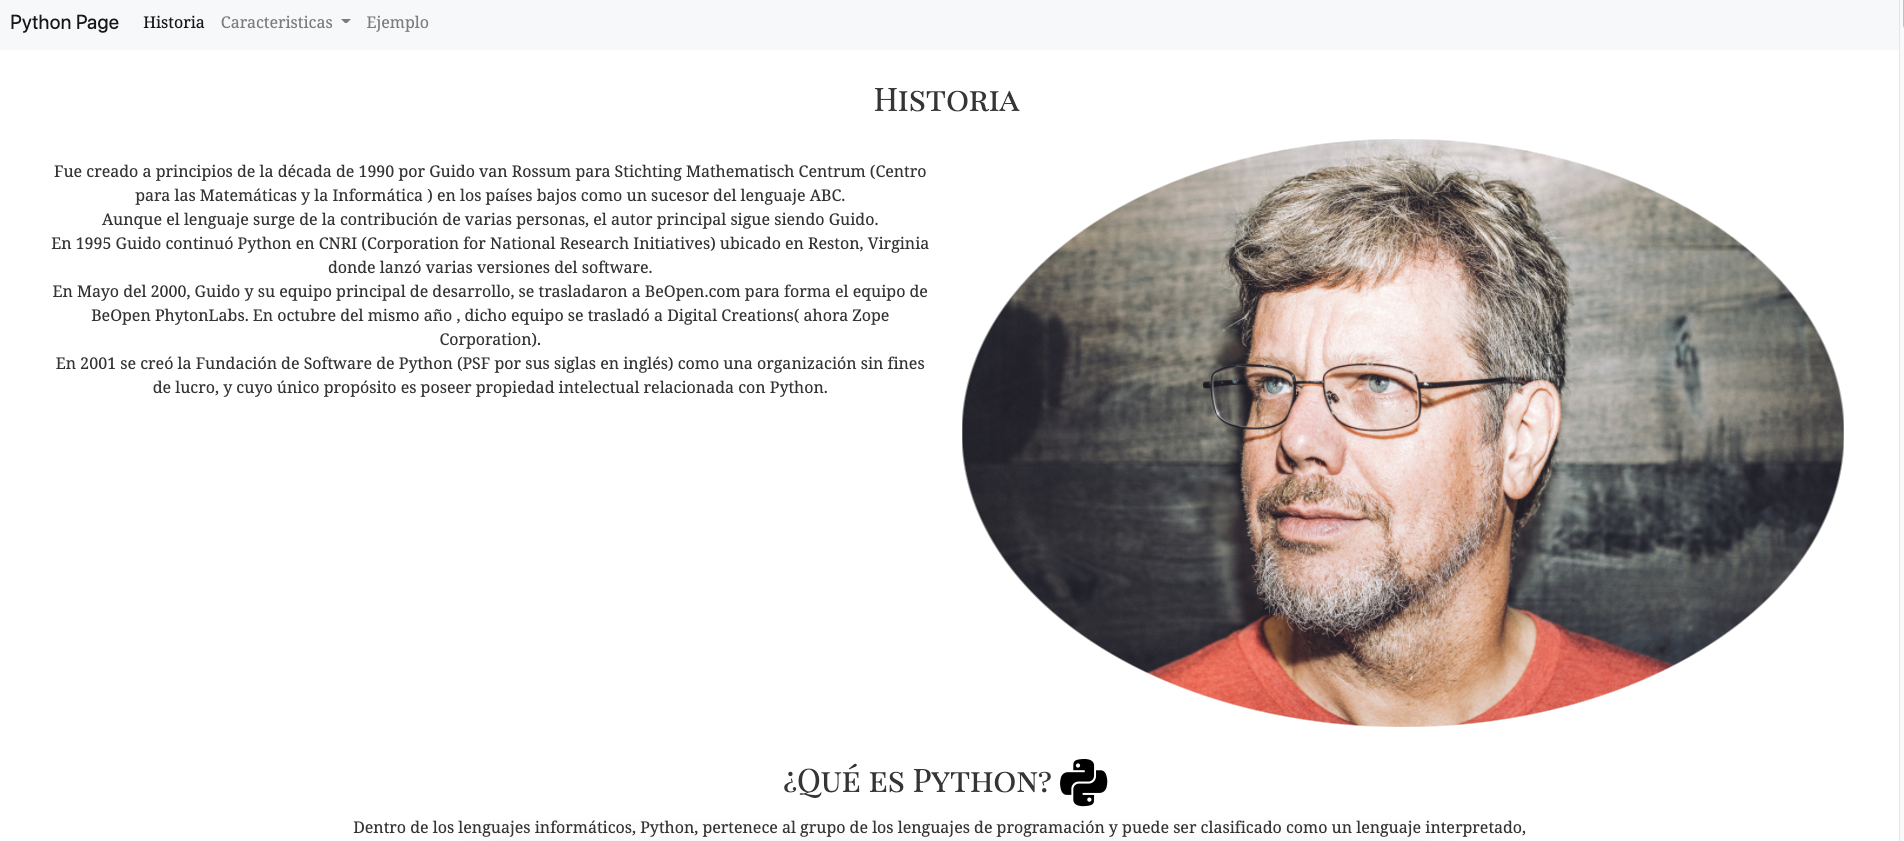 Python Page Historia Caracteristicas Ejemplo
Historia
Fue creado a principios de la década de 1990 por Guido van Rossum para Stichting Mathematisch Centrum (Centro
para las Matemáticas y la Informática ) en los países bajos como un sucesor del lenguaje ABC.
Aunque el lenguaje surge de la contribución de varias personas, el autor principal sigue siendo Guido.
En 1995 Guido continuó Python en CNRI (Corporation for National Research Initiatives) ubicado en Reston, Virginia
donde lanzó varias versiones del software.
En Mayo del 2000, Guido y su equipo principal de desarrollo, se trasladaron a BeOpen.com para forma el equipo de
BeOpen PhytonLabs. En octubre del mismo año , dicho equipo se trasladó a Digital Creations( ahora Zope
Corporation).
En 2001 se creó la Fundación de Software de Python (PSF por sus siglas en inglés) como una organización sin fines
de lucro, y cuyo único propósito es poseer propiedad intelectual relacionada con Python.
¿Qué es Python?
Dentro de los lenguajes informáticos, Python, pertenece al grupo de los lenguajes de programación y puede ser clasificado como un lenguaje interpretado,